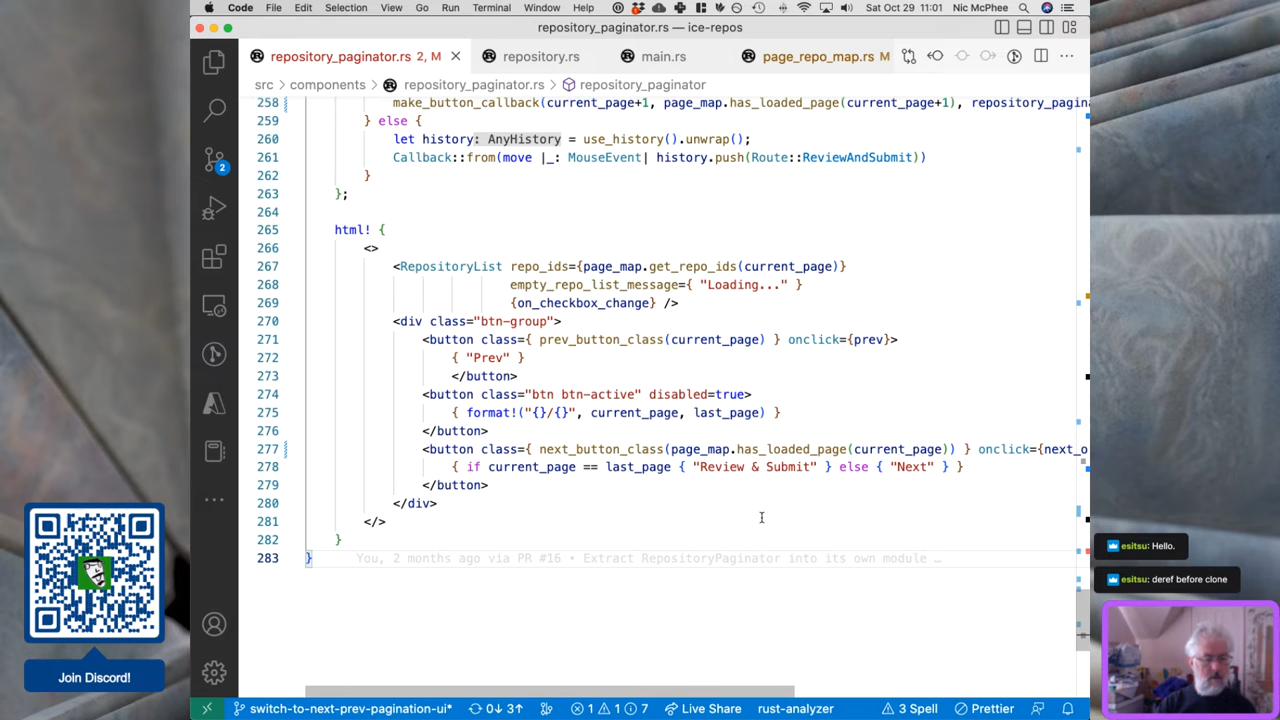 Code File Edit Selection View Go Run Terminal Window Help Sat Oct 29 11:01 Nic McPhee
repository_paginator.rs — ice-repos
repository_paginator.rs 2, M repository.rs main.rs page_repo_map.rs M
src > components > repository_paginator.rs > repository_paginator
258 make_button_callback(current_page+1, page_map.has_loaded_page(current_page+1), repository_pagina
259 } else {
260 let history: AnyHistory = use_history().unwrap();
261 Callback::from(move |_: MouseEvent| history.push(Route::ReviewAndSubmit))
262 }
263 };
264
265 html! {
266 <>
267 <RepositoryList repo_ids={page_map.get_repo_ids(current_page)}
268 empty_repo_list_message={ "Loading..." }
269 {on_checkbox_change} />
270 <div class="btn-group">
271 <button class={ prev_button_class(current_page) } onclick={prev}>
272 { "Prev" }
273 </button>
274 <button class="btn btn-active" disabled=true>
275 { format!("{}/{}", current_page, last_page) }
276 </button>
277 <button class={ next_button_class(page_map.has_loaded_page(current_page)) } onclick={next_o
278 { if current_page == last_page { "Review & Submit" } else { "Next" } }
279 </button>
280 </div>
281 </>
282 }
283 } You, 2 months ago via PR #16 • Extract RepositoryPaginator into its own module …
2
Join Discord!
esitsu: Hello.
esitsu: deref before clone
switch-to-next-prev-pagination-ui* 0↓ 3↑ 1 1 7 Live Share rust-analyzer 3 Spell Prettier